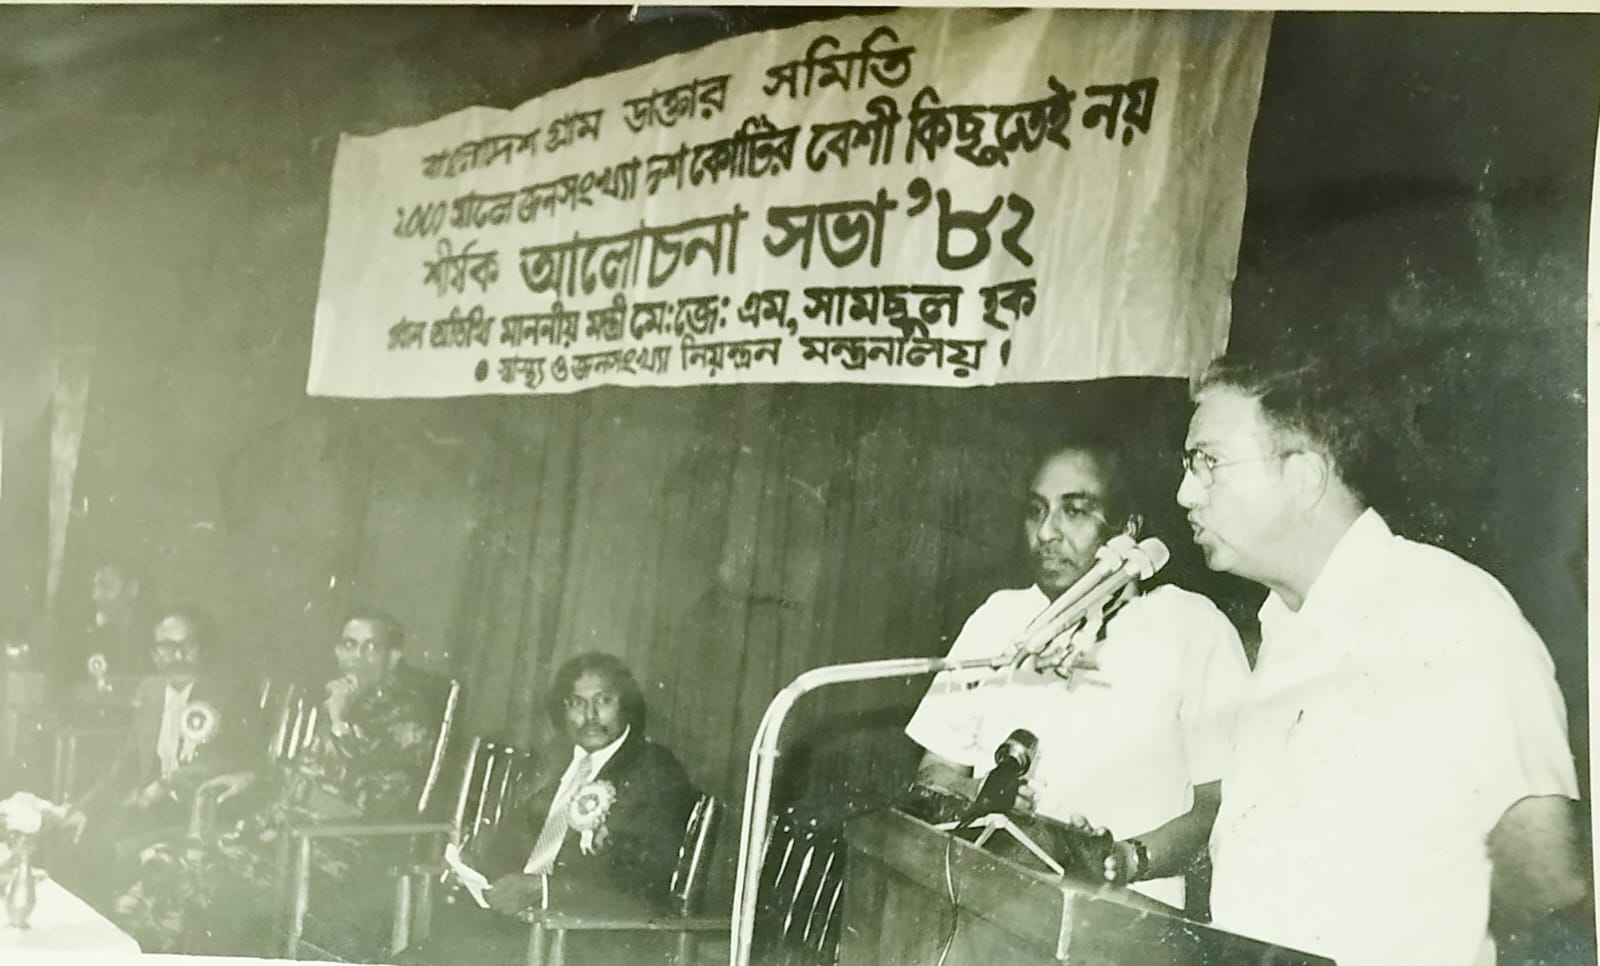 বাংলাদেশ গ্রাম ডাক্তার সমিতি
২০০০ সালে জনসংখ্যা দশ কোটির বেশী কিছুতেই নয়
শীর্ষক আলোচনা সভা '৮২
প্রধান অতিথি মাননীয় মন্ত্রী মে:জে: এম, সামছুল হক
● স্বাস্থ্য ও জনসংখ্যা নিয়ন্ত্রন মন্ত্রনালয়।